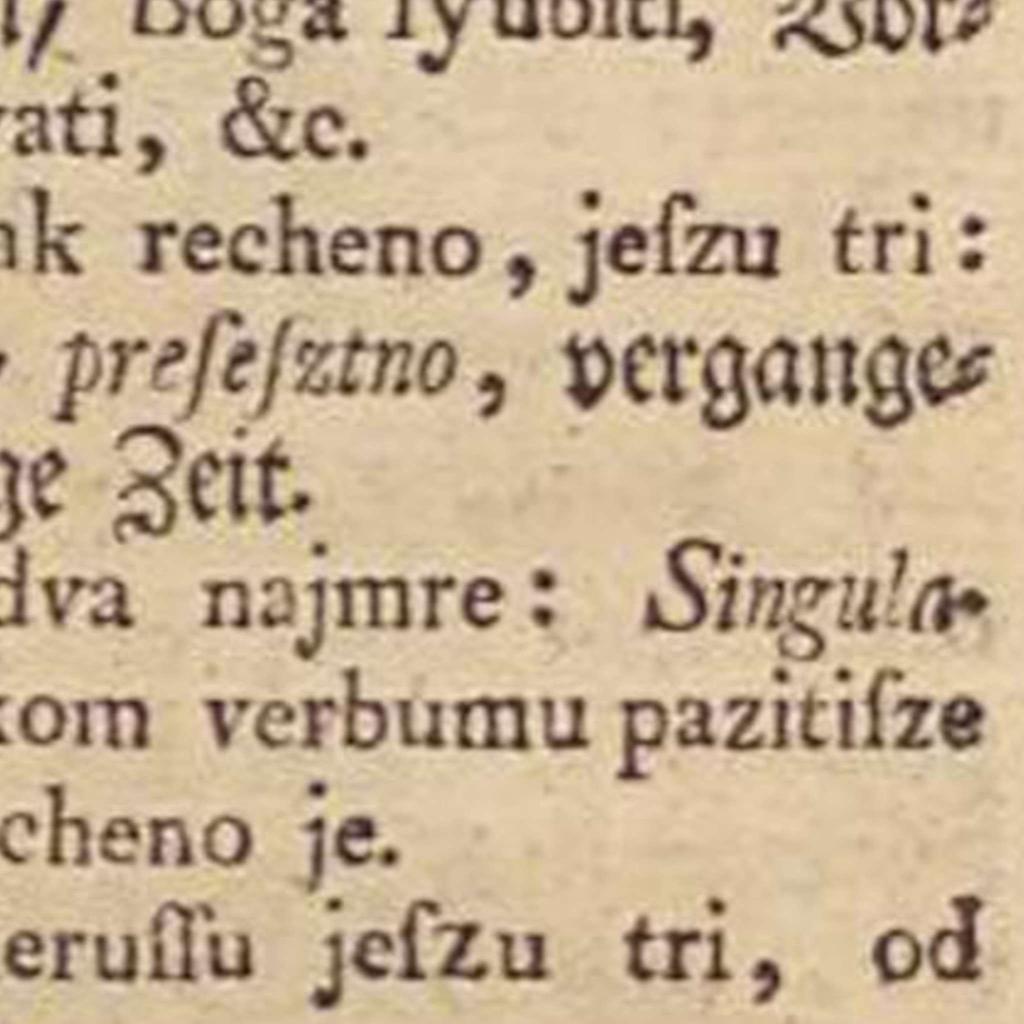 Boga lyubiti,
vati, &c.
nk recheno, jeſzu tri:
preſeſztno, vergange⸗
ge Zeit.
dva najmre: Singula-
kom verbumu pazitiſze
cheno je.
eruſſu jeſzu tri, od